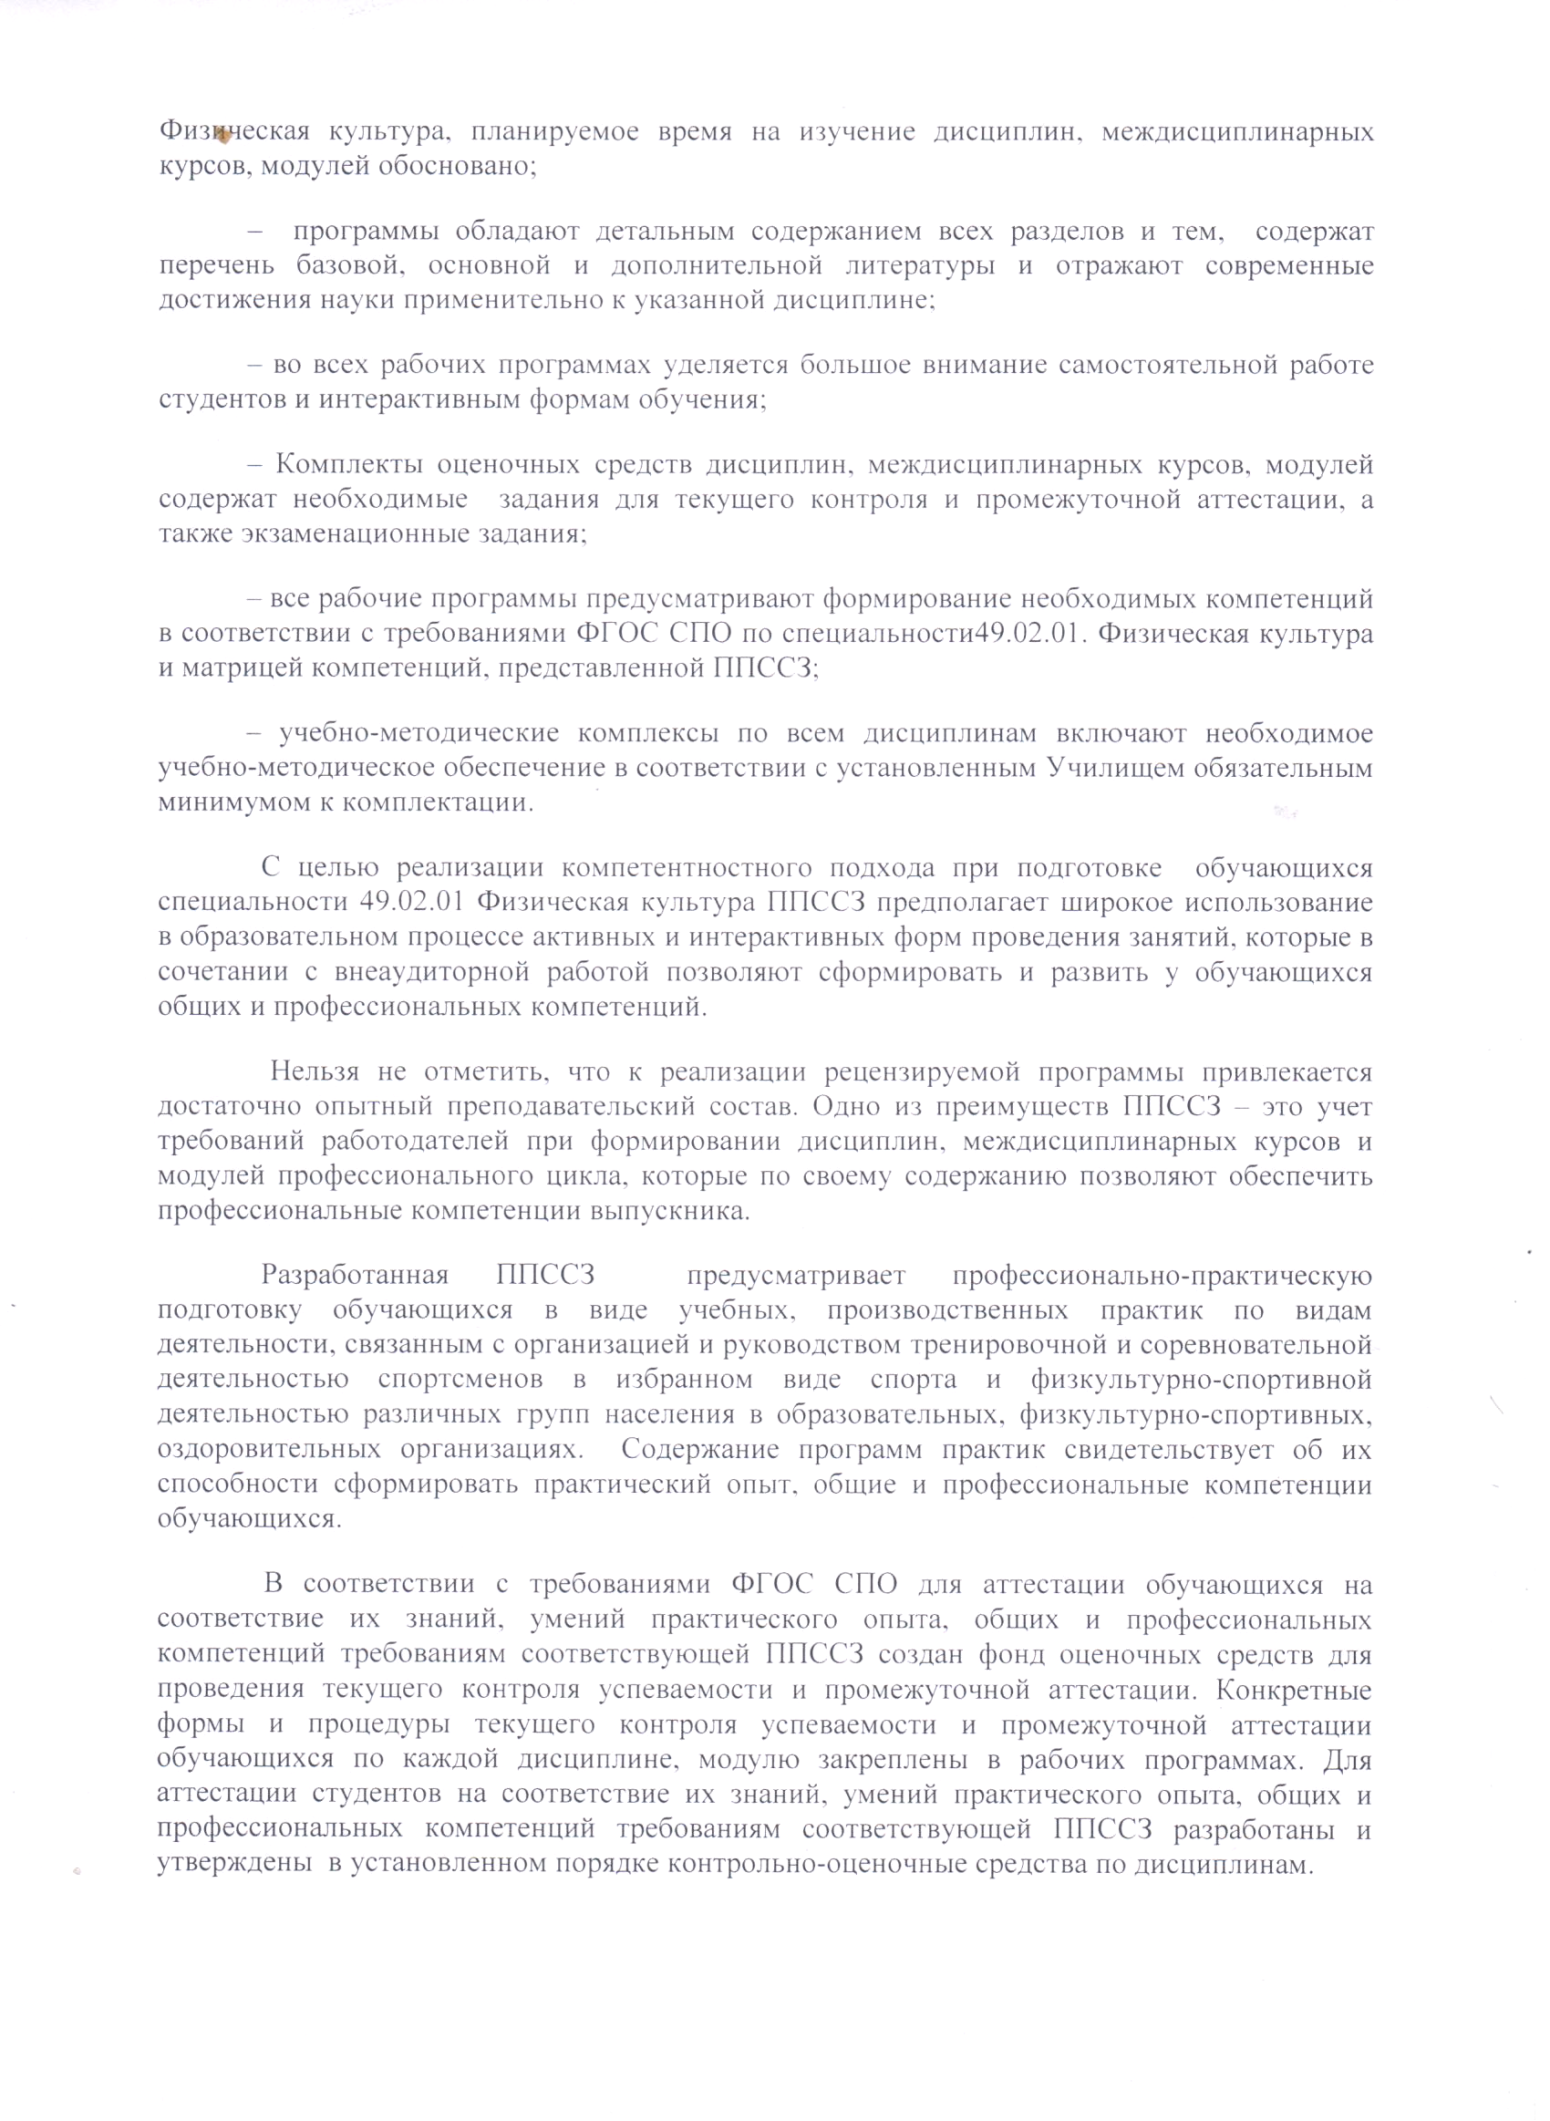 Физическая культура, планируемое время на изучение дисциплин, междисциплинарных
курсов, модулей обосновано;
– программы обладают детальным содержанием всех разделов и тем, содержат
перечень базовой, основной и дополнительной литературы и отражают современные
достижения науки применительно к указанной дисциплине;
– во всех рабочих программах уделяется большое внимание самостоятельной работе
студентов и интерактивным формам обучения;
– Комплекты оценочных средств дисциплин, междисциплинарных курсов, модулей
содержат необходимые задания для текущего контроля и промежуточной аттестации, а
также экзаменационные задания;
– все рабочие программы предусматривают формирование необходимых компетенций
в соответствии с требованиями ФГОС СПО по специальности49.02.01. Физическая культура
и матрицей компетенций, представленной ППССЗ;
– учебно-методические комплексы по всем дисциплинам включают необходимое
учебно-методическое обеспечение в соответствии с установленным Училищем обязательным
минимумом к комплектации.
С целью реализации компетентностного подхода при подготовке обучающихся
специальности 49.02.01 Физическая культура ППССЗ предполагает широкое использование
в образовательном процессе активных и интерактивных форм проведения занятий, которые в
сочетании с внеаудиторной работой позволяют сформировать и развить у обучающихся
общих и профессиональных компетенций.
Нельзя не отметить, что к реализации рецензируемой программы привлекается
достаточно опытный преподавательский состав. Одно из преимуществ ППССЗ – это учет
требований работодателей при формировании дисциплин, междисциплинарных курсов и
модулей профессионального цикла, которые по своему содержанию позволяют обеспечить
профессиональные компетенции выпускника.
Разработанная ППССЗ предусматривает профессионально-практическую
подготовку обучающихся в виде учебных, производственных практик по видам
деятельности, связанным с организацией и руководством тренировочной и соревновательной
деятельностью спортсменов в избранном виде спорта и физкультурно-спортивной
деятельностью различных групп населения в образовательных, физкультурно-спортивных,
оздоровительных организациях. Содержание программ практик свидетельствует об их
способности сформировать практический опыт, общие и профессиональные компетенции
обучающихся.
В соответствии с требованиями ФГОС СПО для аттестации обучающихся на
соответствие их знаний, умений практического опыта, общих и профессиональных
компетенций требованиям соответствующей ППССЗ создан фонд оценочных средств для
проведения текущего контроля успеваемости и промежуточной аттестации. Конкретные
формы и процедуры текущего контроля успеваемости и промежуточной аттестации
обучающихся по каждой дисциплине, модулю закреплены в рабочих программах. Для
аттестации студентов на соответствие их знаний, умений практического опыта, общих и
профессиональных компетенций требованиям соответствующей ППССЗ разработаны и
утверждены в установленном порядке контрольно-оценочные средства по дисциплинам.